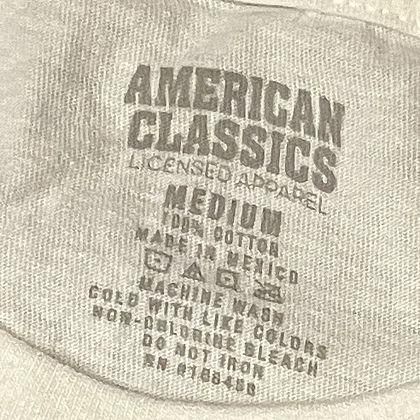 AMERICAN
CLASSICS
LICENSED APPAREL
MEDIUM
100% COTTON
MADE IN MEXICO
MACHINE WASH
COLD WITH LIKE COLORS
NON-CHLORINE BLEACH
DO NOT IRON
RN